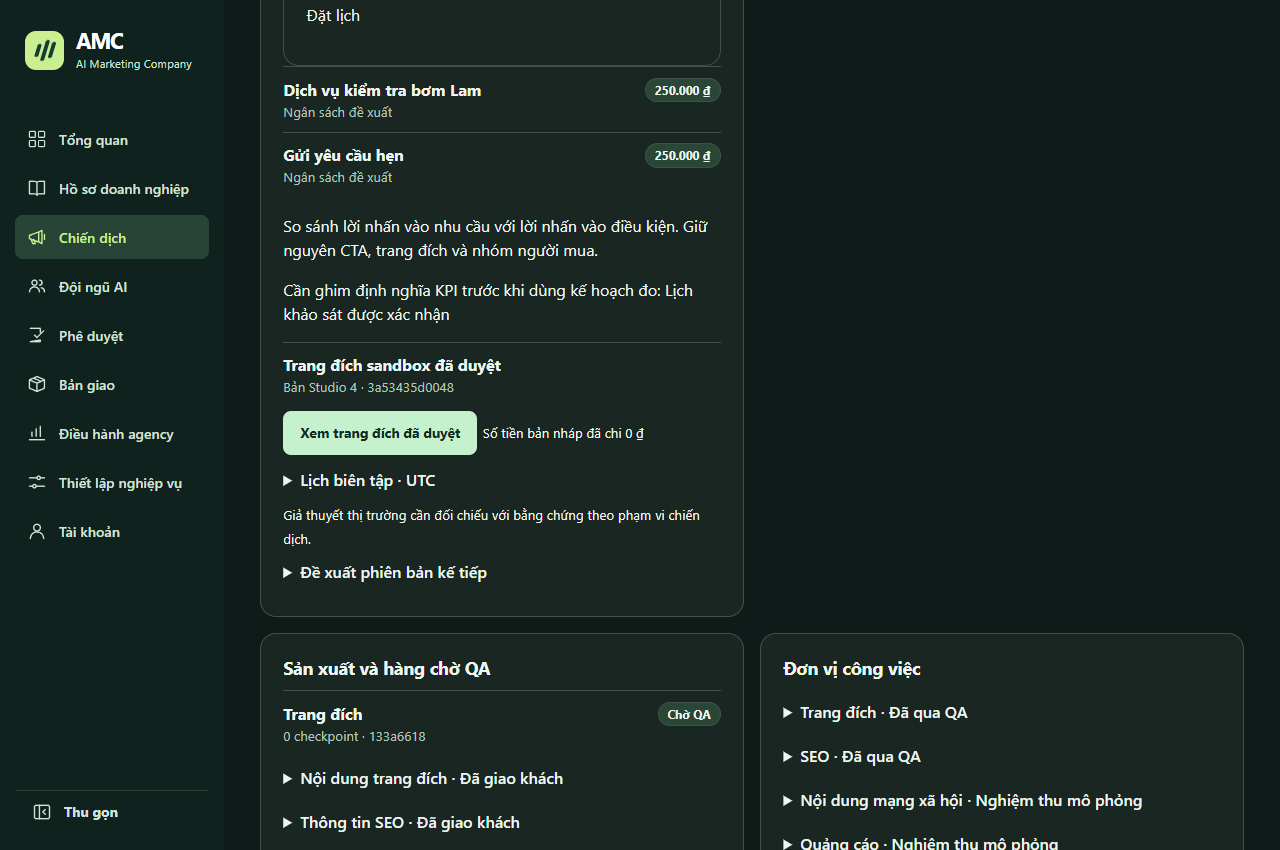 AMC
AI Marketing Company
Tổng quan
Hồ sơ doanh nghiệp
Chiến dịch
Đội ngũ AI
Phê duyệt
Bàn giao
Điều hành agency
Thiết lập nghiệp vụ
Tài khoản
Thu gọn
Đặt lịch
Dịch vụ kiểm tra bơm Lam
250.000 ₫
Ngân sách đề xuất
Gửi yêu cầu hẹn
250.000 ₫
Ngân sách đề xuất
So sánh lời nhấn vào nhu cầu với lời nhấn vào điều kiện. Giữ
nguyên CTA, trang đích và nhóm người mua.
Cần ghim định nghĩa KPI trước khi dùng kế hoạch đo: Lịch
khảo sát được xác nhận
Trang đích sandbox đã duyệt
Bản Studio 4 · 3a53435d0048
Xem trang đích đã duyệt
Số tiền bản nháp đã chi 0 ₫
Lịch biên tập · UTC
Giả thuyết thị trường cần đối chiếu với bằng chứng theo phạm vi chiến
dịch.
Đề xuất phiên bản kế tiếp
Sản xuất và hàng chờ QA
Trang đích
Chờ QA
0 checkpoint · 133a6618
Nội dung trang đích · Đã giao khách
Thông tin SEO · Đã giao khách
Đơn vị công việc
Trang đích · Đã qua QA
SEO · Đã qua QA
Nội dung mạng xã hội · Nghiệm thu mô phỏng
Quảng cáo · Nghiệm thu mô phỏng